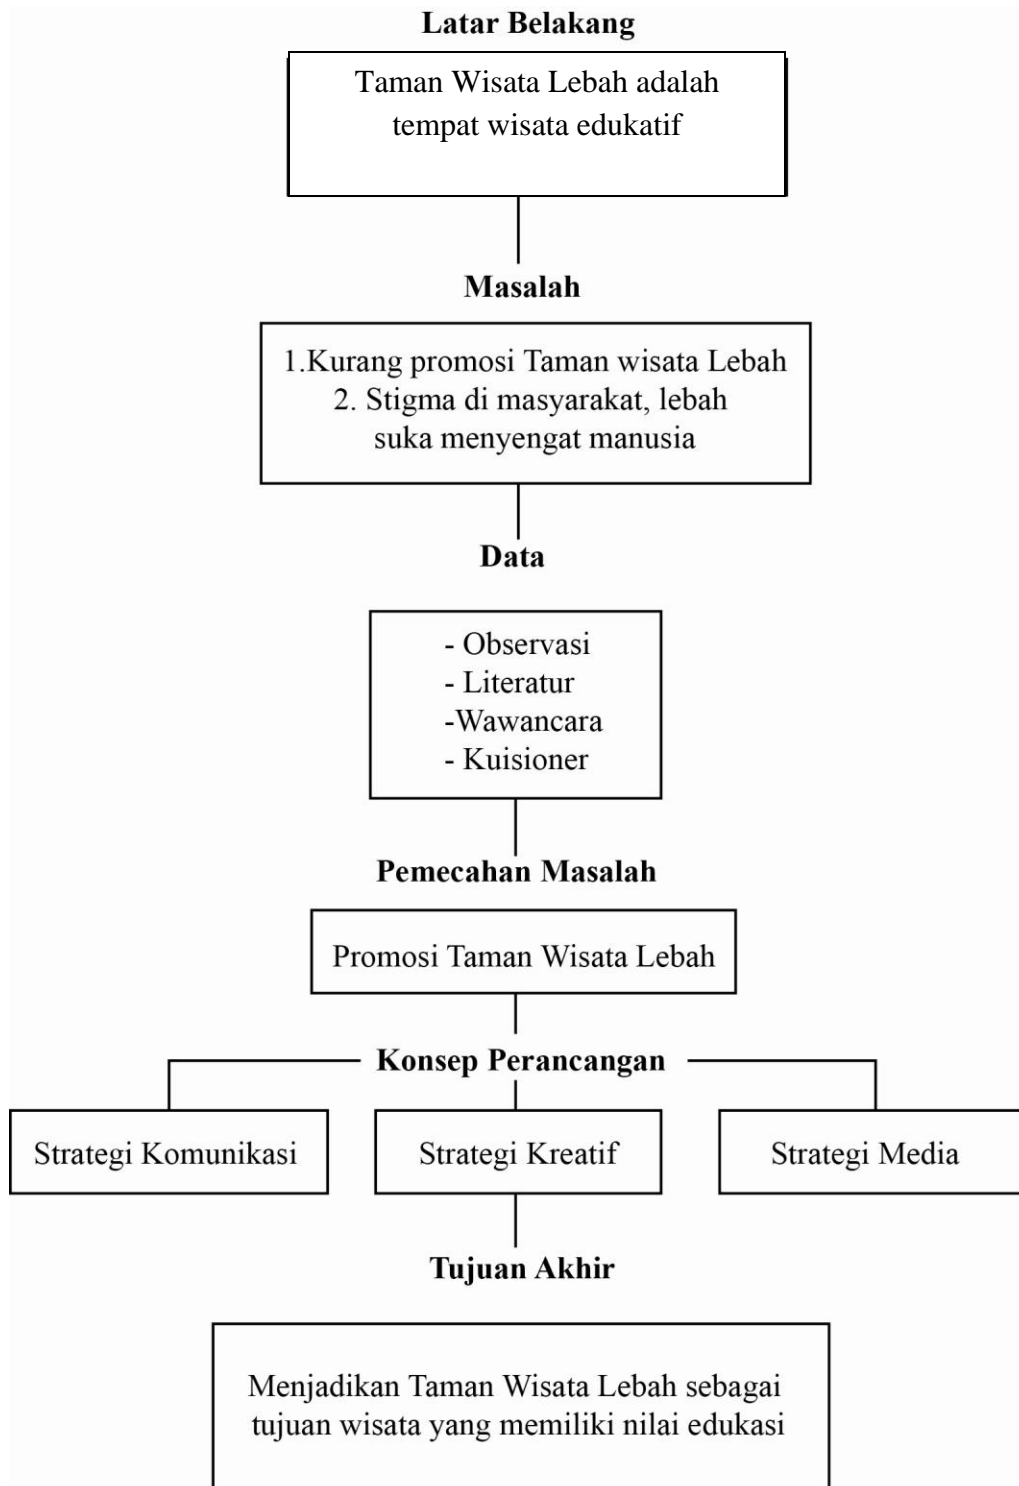 Latar Belakang
Taman Wisata Lebah adalah
tempat wisata edukatif
Masalah
1.Kurang promosi Taman wisata Lebah
2. Stigma di masyarakat, lebah
suka menyengat manusia
Data
- Observasi
- Literatur
-Wawancara
- Kuisioner
Pemecahan Masalah
Promosi Taman Wisata Lebah
Konsep Perancangan
Strategi Komunikasi
Strategi Kreatif
Strategi Media
Tujuan Akhir
Menjadikan Taman Wisata Lebah sebagai
tujuan wisata yang memiliki nilai edukasi